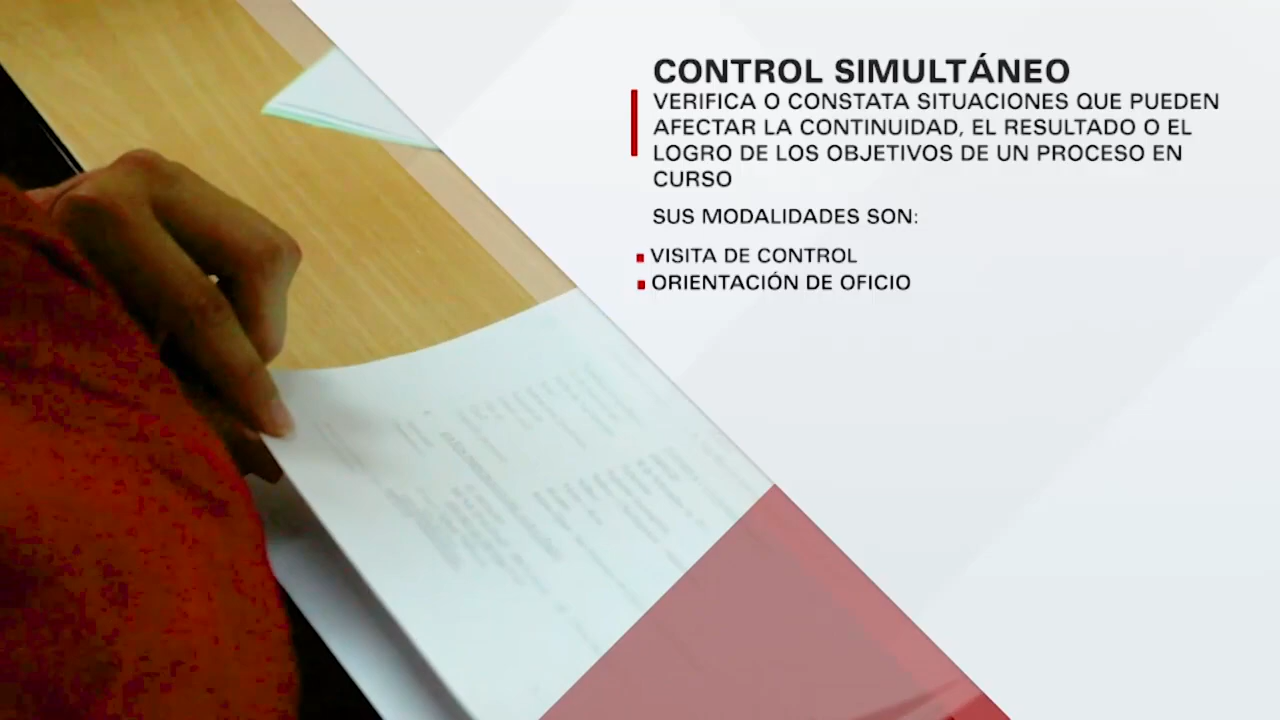 CONTROL SIMULTÁNEO
VERIFICA O CONSTATA SITUACIONES QUE PUEDEN
AFECTAR LA CONTINUIDAD, EL RESULTADO O EL
LOGRO DE LOS OBJETIVOS DE UN PROCESO EN
CURSO
SUS MODALIDADES SON:
VISITA DE CONTROL
ORIENTACIÓN DE OFICIO